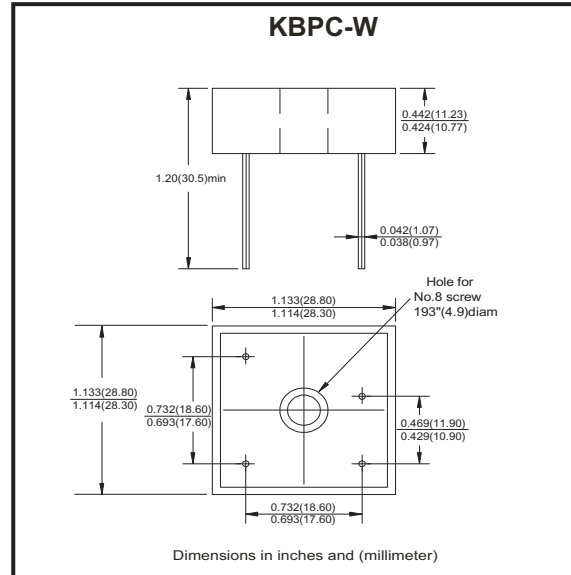 KBPC-W
0.442(11.23)
0.424(10.77)
1.20(30.5)min
0.042(1.07)
0.038(0.97)
Hole for
No.8 screw
193"(4.9)diam
1.133(28.80)
1.114(28.30)
1.133(28.80)
1.114(28.30)
0.732(18.60)
0.693(17.60)
0.469(11.90)
0.429(10.90)
0.732(18.60)
0.693(17.60)
Dimensions in inches and (millimeter)